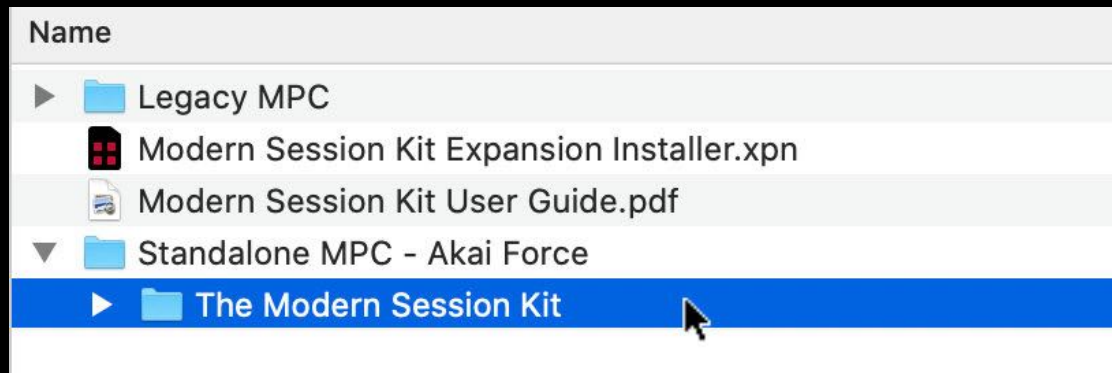 Name
Legacy MPC
Modern Session Kit Expansion Installer.xpn
Modern Session Kit User Guide.pdf
Standalone MPC - Akai Force
The Modern Session Kit